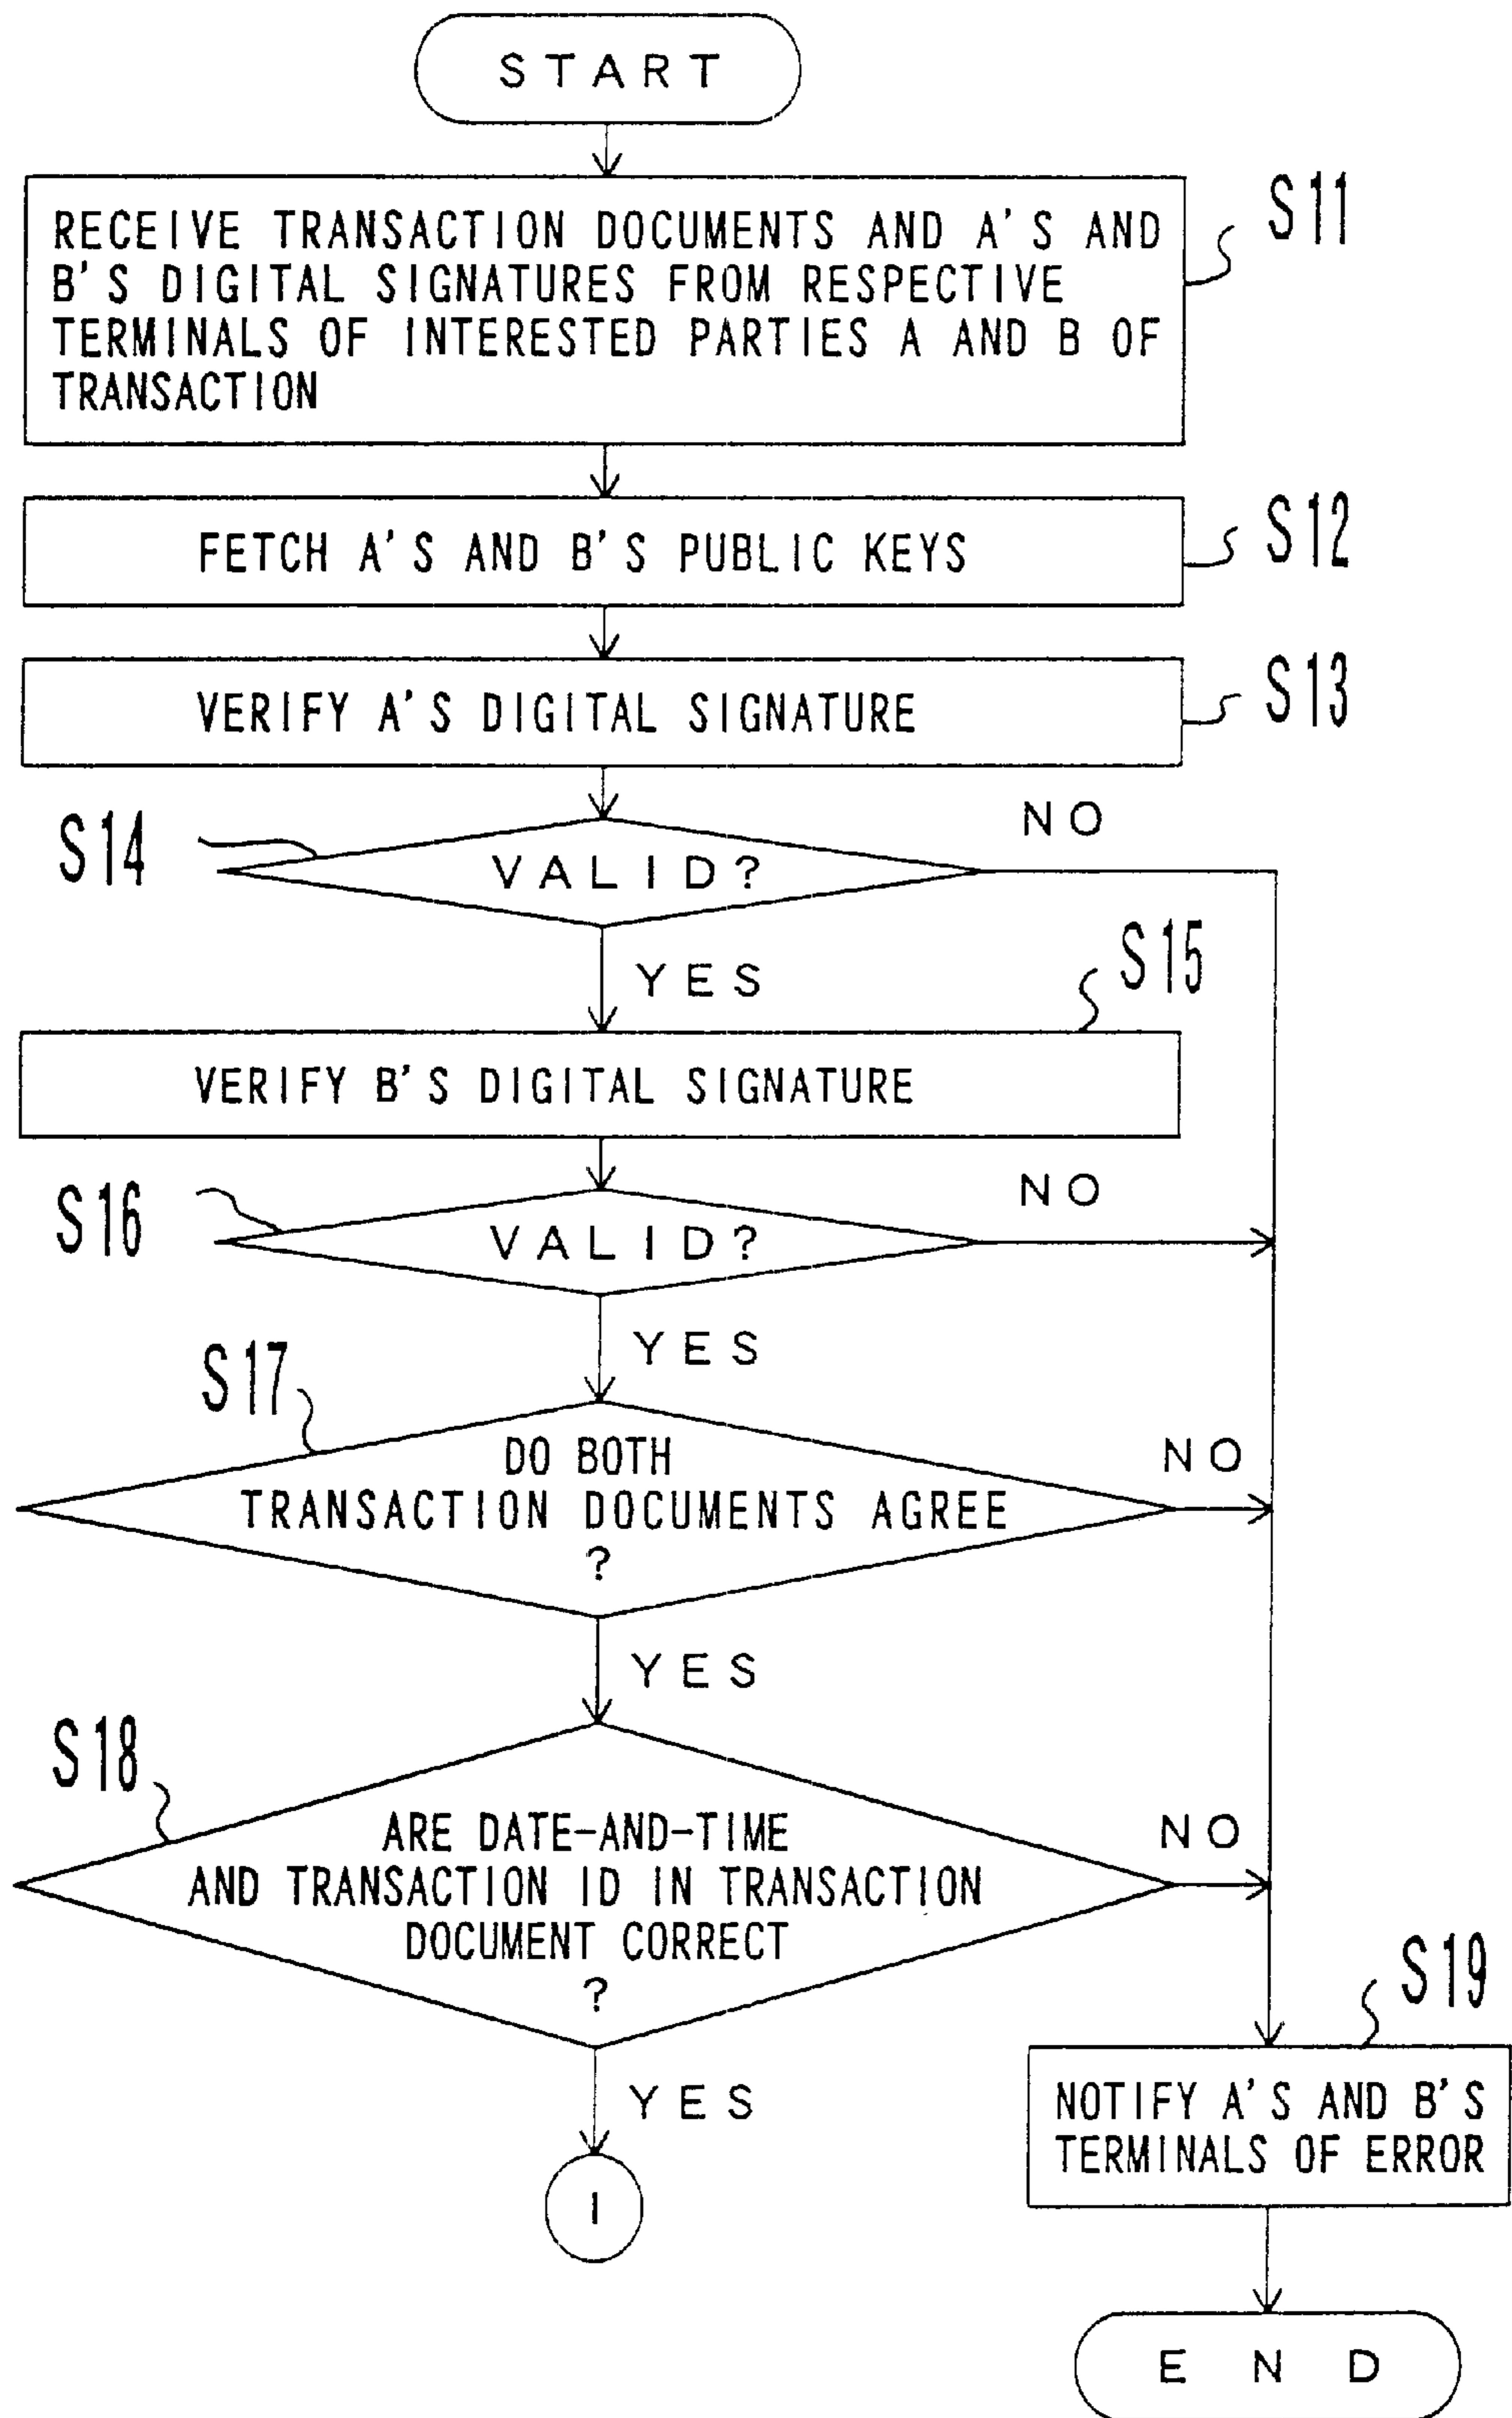 START
RECEIVE TRANSACTION DOCUMENTS AND A'S AND
B'S DIGITAL SIGNATURES FROM RESPECTIVE
TERMINALS OF INTERESTED PARTIES A AND B OF
TRANSACTION
S11
FETCH A'S AND B'S PUBLIC KEYS
S12
VERIFY A'S DIGITAL SIGNATURE
S13
S14
VALID?
NO
YES
S15
VERIFY B'S DIGITAL SIGNATURE
S16
VALID?
NO
YES
S17
DO BOTH
TRANSACTION DOCUMENTS AGREE
?
NO
YES
S18
ARE DATE-AND-TIME
AND TRANSACTION ID IN TRANSACTION
DOCUMENT CORRECT
?
NO
YES
I
S19
NOTIFY A'S AND B'S
TERMINALS OF ERROR
END